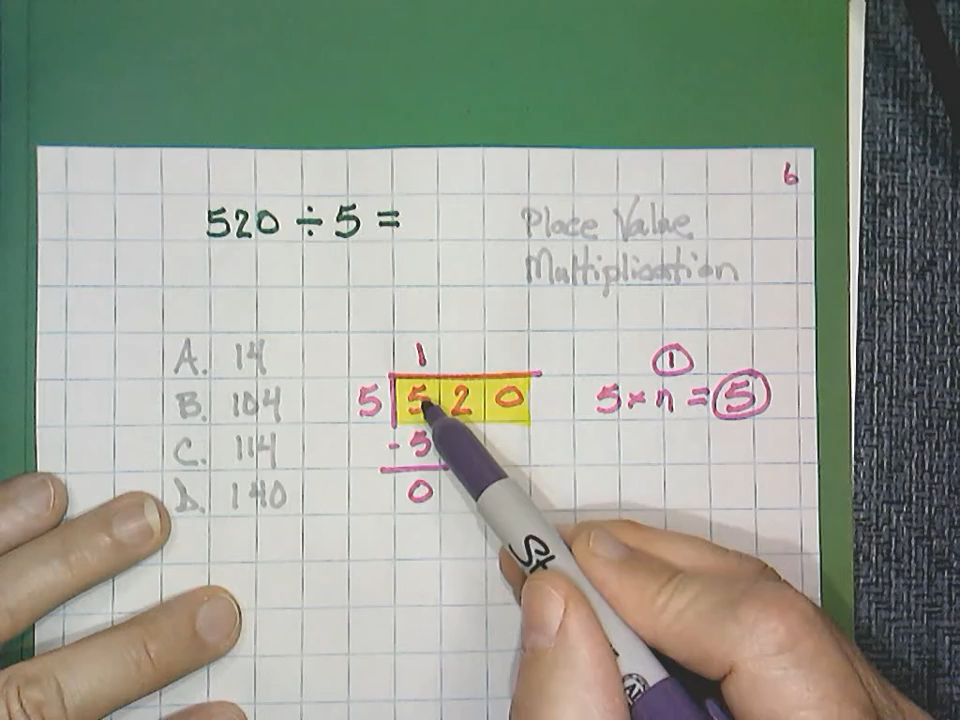 6
520 ÷ 5 =
Place Value
Multiplication
A. 14
B. 104
C. 114
D. 140
1
5 5 2 0
- 5
0
1
5 × n = 5
St